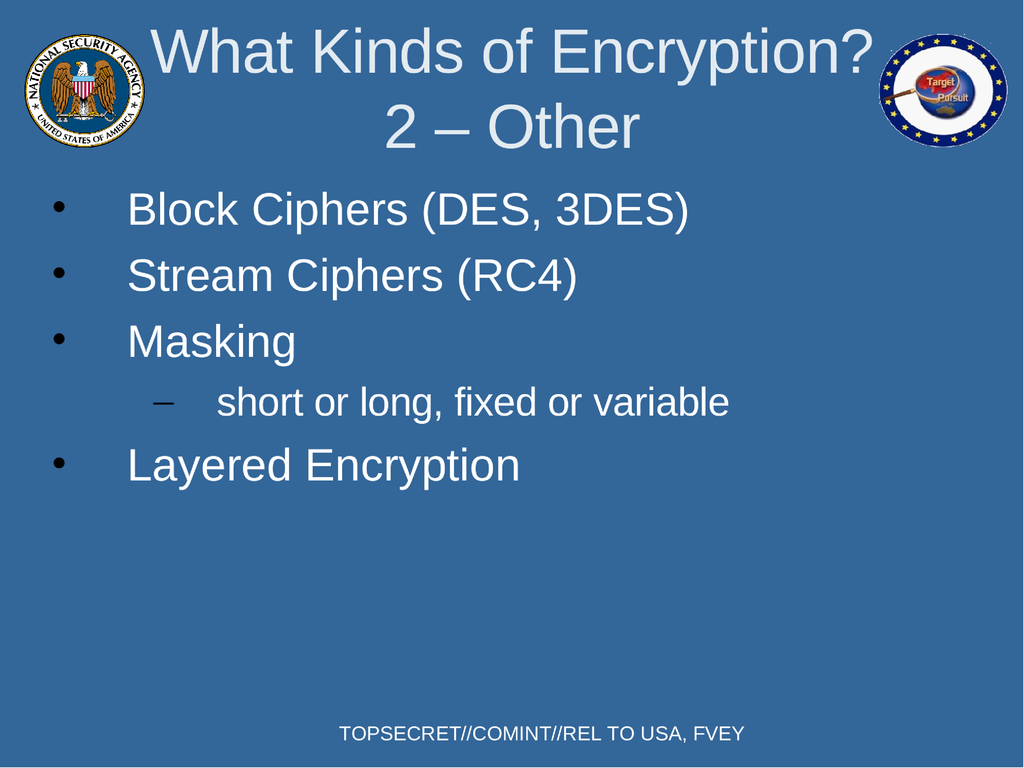 What Kinds of Encryption?
2 – Other
NATIONAL SECURITY AGENCY
UNITED STATES OF AMERICA
Target
Pursuit
• Block Ciphers (DES, 3DES)
• Stream Ciphers (RC4)
• Masking
– short or long, fixed or variable
• Layered Encryption
TOPSECRET//COMINT//REL TO USA, FVEY